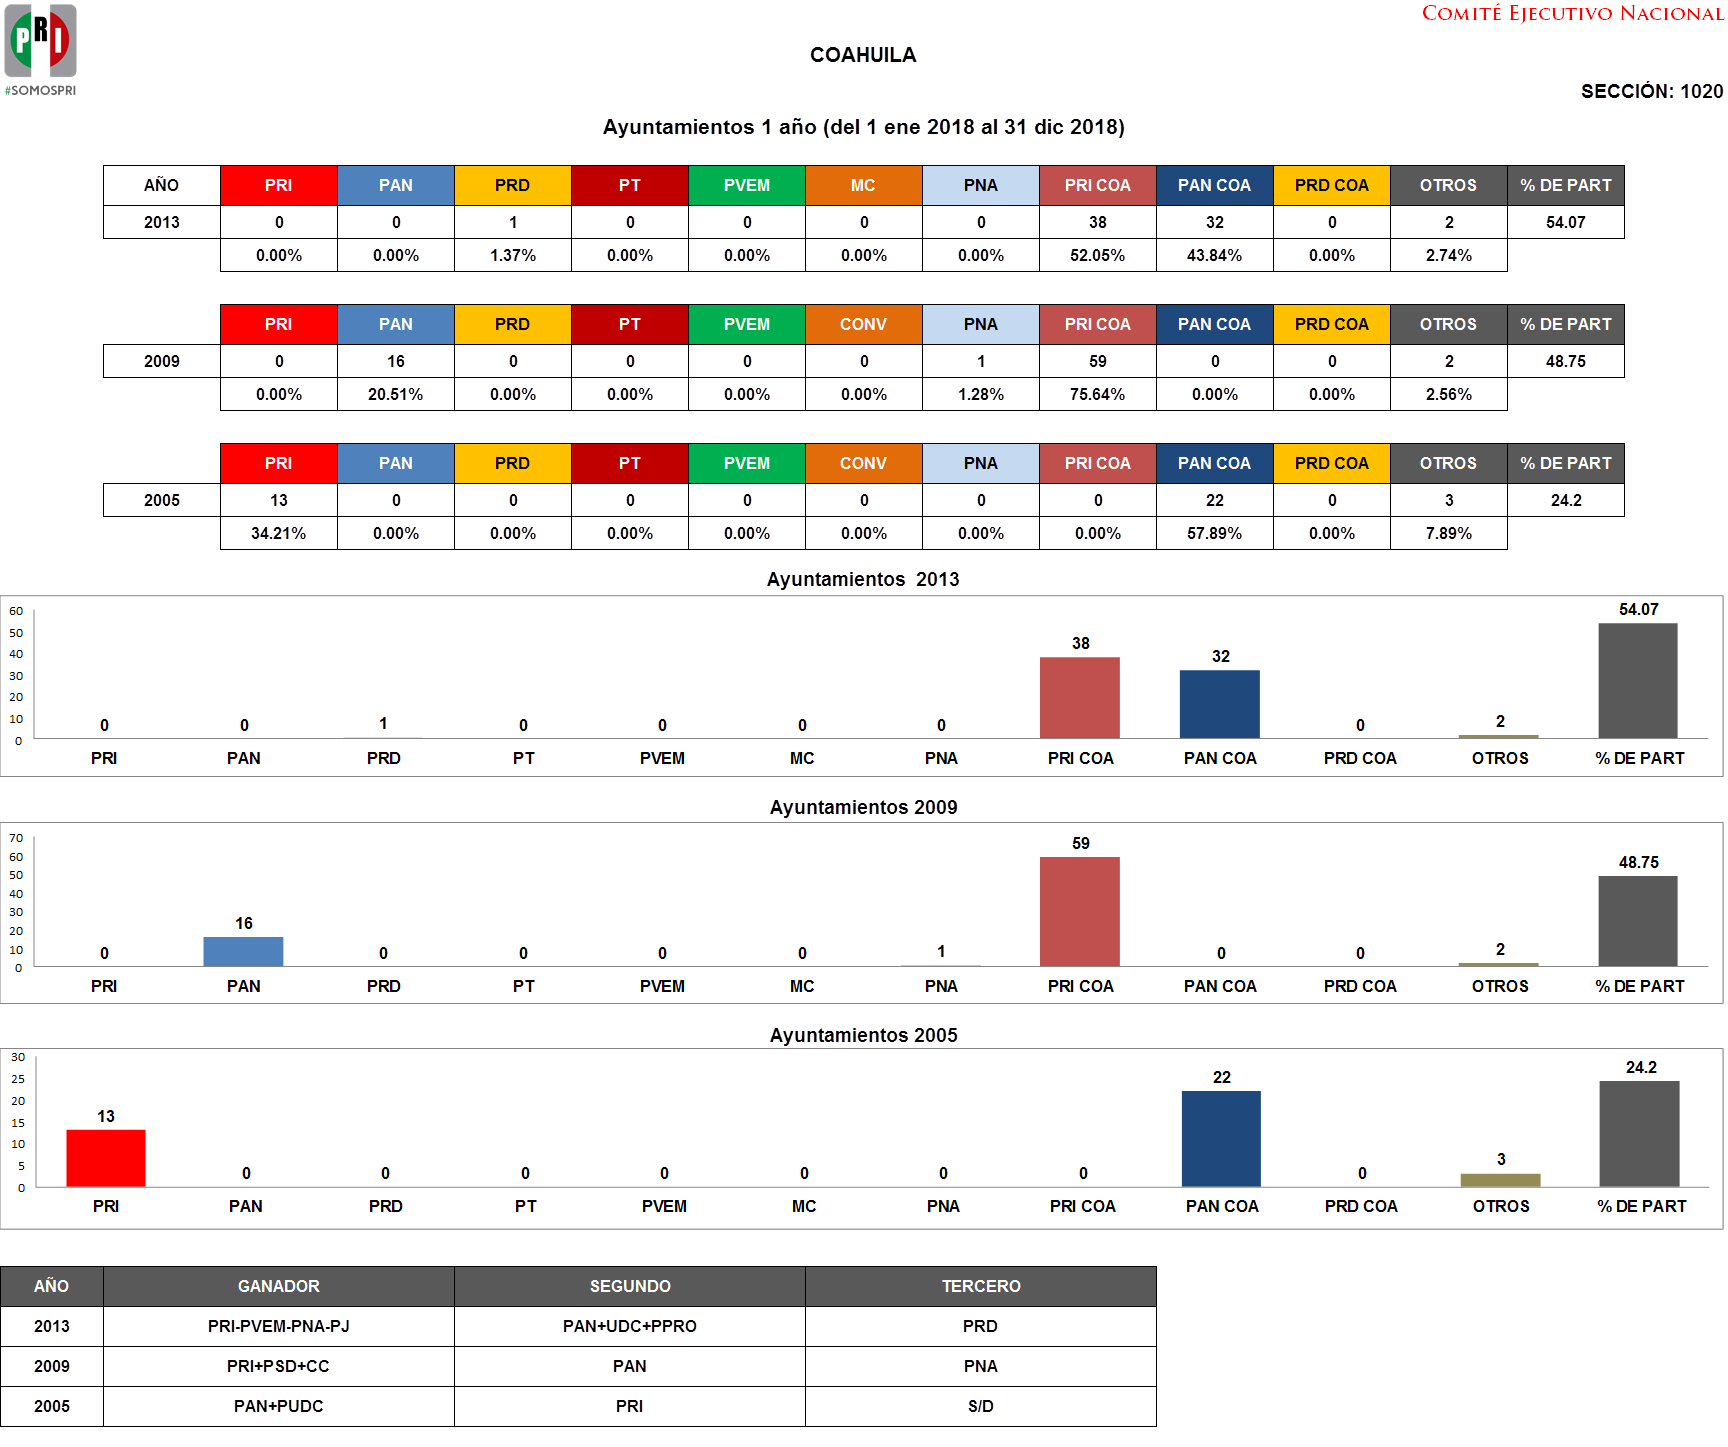 PRI
#SOMOSPRI
COMITÉ EJECUTIVO NACIONAL
COAHUILA
SECCIÓN: 1020
Ayuntamientos 1 año (del 1 ene 2018 al 31 dic 2018)
AÑO PRI PAN PRD PT PVEM MC PNA PRI COA PAN COA PRD COA OTROS % DE PART
2013 0 0 1 0 0 0 0 38 32 0 2 54.07
0.00% 0.00% 1.37% 0.00% 0.00% 0.00% 0.00% 52.05% 43.84% 0.00% 2.74%
PRI PAN PRD PT PVEM CONV PNA PRI COA PAN COA PRD COA OTROS % DE PART
2009 0 16 0 0 0 0 1 59 0 0 2 48.75
0.00% 20.51% 0.00% 0.00% 0.00% 0.00% 1.28% 75.64% 0.00% 0.00% 2.56%
PRI PAN PRD PT PVEM CONV PNA PRI COA PAN COA PRD COA OTROS % DE PART
2005 13 0 0 0 0 0 0 0 22 0 3 24.2
34.21% 0.00% 0.00% 0.00% 0.00% 0.00% 0.00% 0.00% 57.89% 0.00% 7.89%
Ayuntamientos 2013
60
50
40
30
20
10
0
0 0 1 0 0 0 0 38 32 0 2 54.07
PRI PAN PRD PT PVEM MC PNA PRI COA PAN COA PRD COA OTROS % DE PART
Ayuntamientos 2009
70
60
50
40
30
20
10
0
0 16 0 0 0 0 1 59 0 0 2 48.75
PRI PAN PRD PT PVEM MC PNA PRI COA PAN COA PRD COA OTROS % DE PART
Ayuntamientos 2005
30
25
20
15
10
5
0
13 0 0 0 0 0 0 0 22 0 3 24.2
PRI PAN PRD PT PVEM MC PNA PRI COA PAN COA PRD COA OTROS % DE PART
AÑO GANADOR SEGUNDO TERCERO
2013 PRI-PVEM-PNA-PJ PAN+UDC+PPRO PRD
2009 PRI+PSD+CC PAN PNA
2005 PAN+PUDC PRI S/D